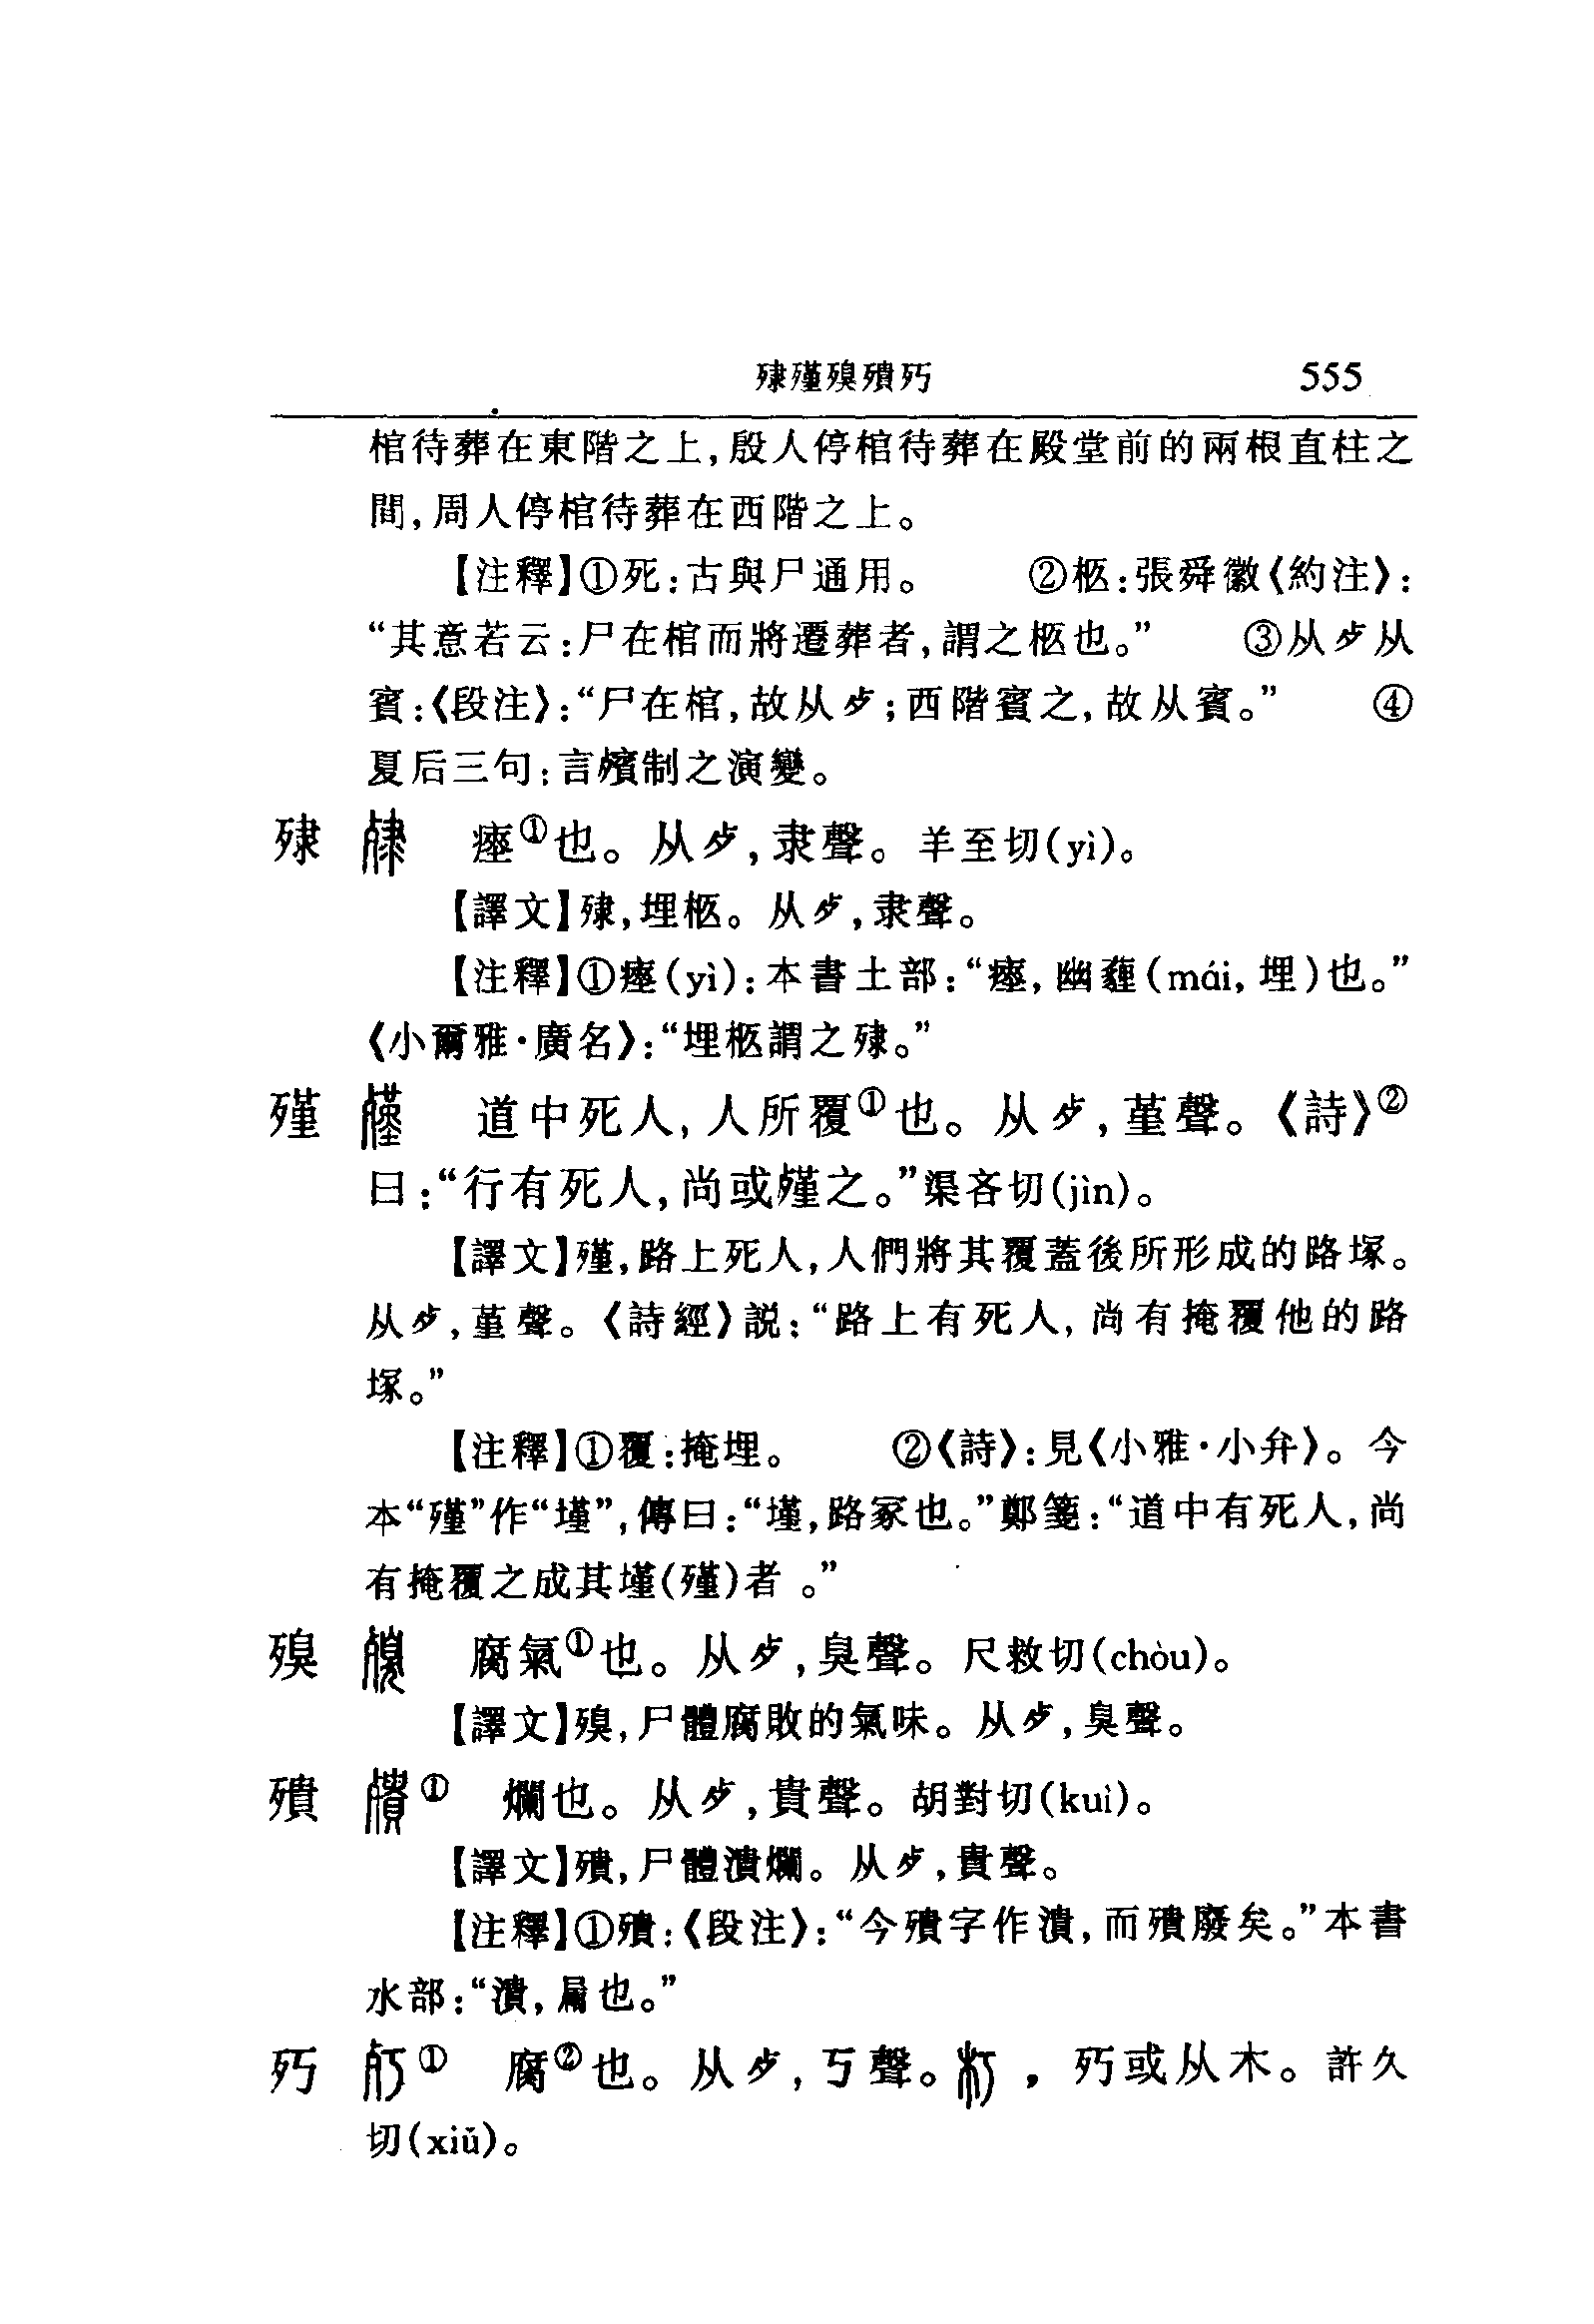 殔殣殠殨㱙 555
棺待葬在東階之上，殷人停棺待葬在殿堂前的兩根直柱之
間，周人停棺待葬在西階之上。
【注釋】①死：古與尸通用。 ②柩：張舜徽《約注》：
“其意若云：尸在棺而將遷葬者，謂之柩也。” ③从歺从
賓：《段注》：“尸在棺，故从歺；西階賓之，故从賓。” ④
夏后三句：言殯制之演變。
殔 瘞①也。从歺，隶聲。羊至切(yì)。
【譯文】殔，埋柩。从歺，隶聲。
【注釋】①瘞(yì)：本書土部：“瘞，幽薶(mái，埋)也。”
《小爾雅·廣名》：“埋柩謂之殔。”
殣 道中死人，人所覆①也。从歺，堇聲。《詩》②
曰：“行有死人，尚或殣之。”渠吝切(jìn)。
【譯文】殣，路上死人，人們將其覆蓋後所形成的路塚。
从歺，堇聲。《詩經》説：“路上有死人，尚有掩覆他的路
塚。”
【注釋】①覆：掩埋。 ②《詩》：見《小雅·小弁》。今
本“殣”作“墐”，傳曰：“墐，路冢也。”鄭箋：“道中有死人，尚
有掩覆之成其墐(殣)者。”
殠 腐氣①也。从歺，臭聲。尺救切(chòu)。
【譯文】殠，尸體腐敗的氣味。从歺，臭聲。
殨① 爛也。从歺，貴聲。胡對切(kuì)。
【譯文】殨，尸體潰爛。从歺，貴聲。
【注釋】①殨：《段注》：“今殨字作潰，而殨廢矣。”本書
水部：“潰，扁也。”
㱙① 腐②也。从歺，丂聲。，㱙或从木。許久
切(xiǔ)。